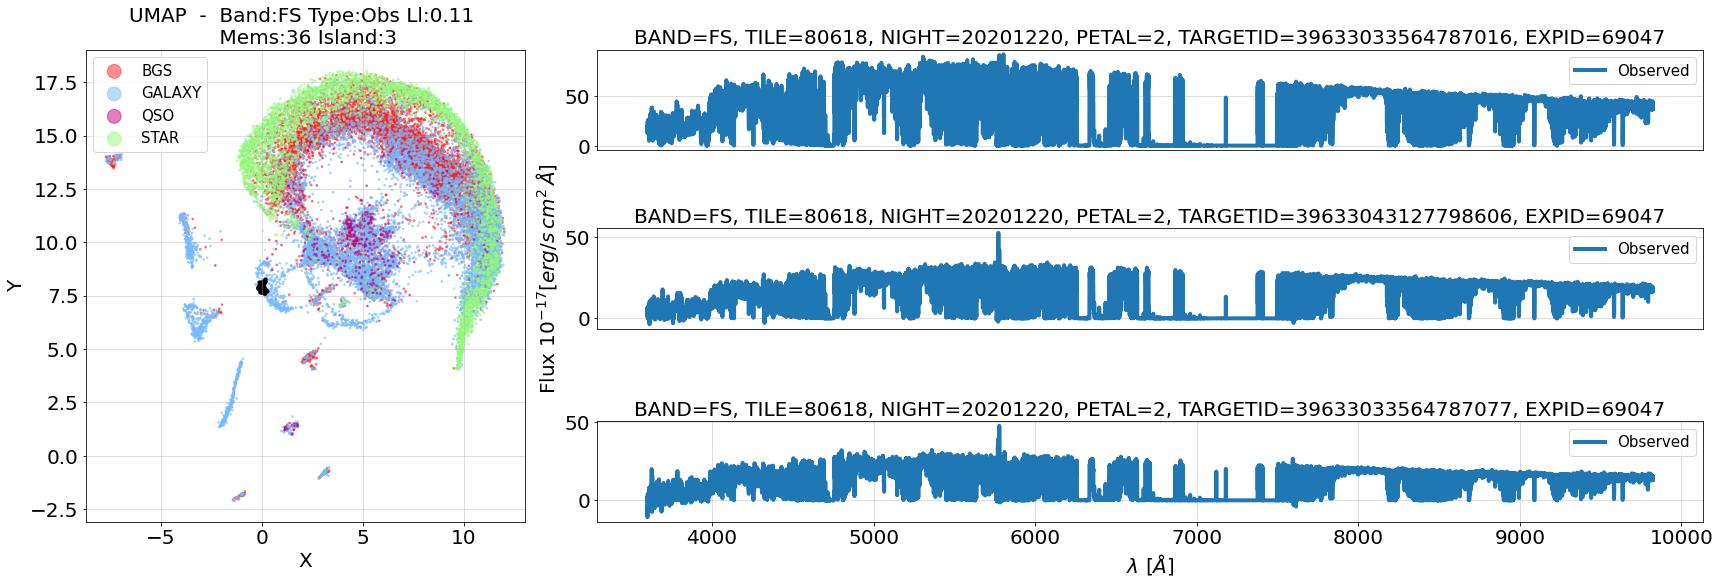 UMAP  -  Band:FS Type:Obs Ll:0.11
Mems:36 Island:3
BGS
GALAXY
QSO
STAR
17.5
15.0
12.5
10.0
7.5
5.0
2.5
0.0
−2.5
Y
−5
0
5
10
X
Flux 10^{−17}[erg/s cm^2 Å]
BAND=FS, TILE=80618, NIGHT=20201220, PETAL=2, TARGETID=39633033564787016, EXPID=69047
Observed
50
0
BAND=FS, TILE=80618, NIGHT=20201220, PETAL=2, TARGETID=39633043127798606, EXPID=69047
Observed
50
0
BAND=FS, TILE=80618, NIGHT=20201220, PETAL=2, TARGETID=39633033564787077, EXPID=69047
Observed
50
0
4000
5000
6000
7000
8000
9000
10000
λ [Å]